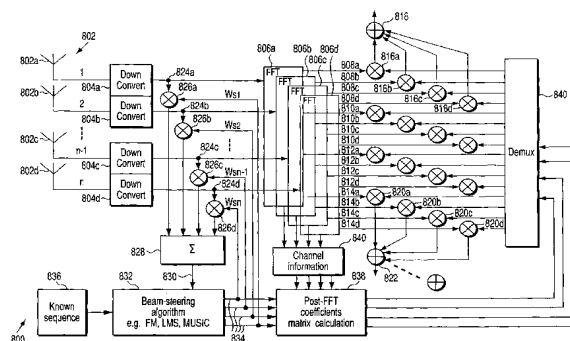 802
802a
802b
802c
802d
1
2
n-1
n
Down Convert
Down Convert
Down Convert
Down Convert
804a
804b
804c
804d
824a
826a
824b
826b
824c
826c
824d
826d
Ws1
Ws2
Wsn-1
Wsn
806a
806b
806c
806d
FFT
FFT
FFT
FFT
808a
808b
808c
808d
810a
810b
810c
810d
812a
812b
812c
812d
814a
814b
814c
814d
818
816a
816b
816c
816d
820a
820b
820c
820d
822
Demux
840
Σ
828
830
Channel information
840
836
Known sequence
832
Beam-steering algorithm
e.g. FM, LMS, MUSIC
834
Post-FFT coefficients matrix calculation
838
800